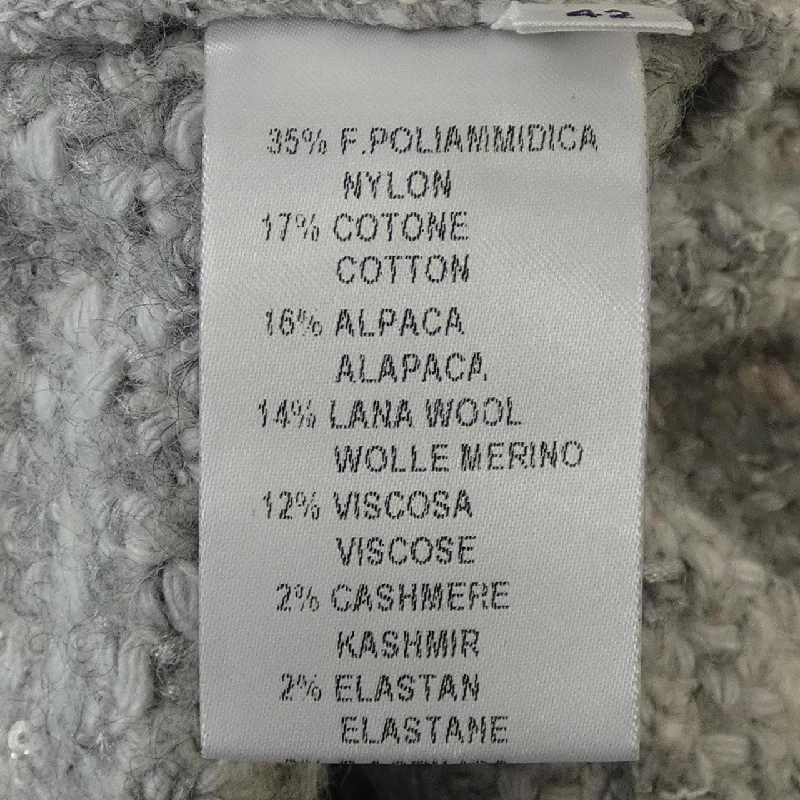 42
35% F.POLIAMMIDICA
NYLON
17% COTONE
COTTON
16% ALPACA
ALAPACA
14% LANA WOOL
WOLLE MERINO
12% VISCOSA
VISCOSE
2% CASHMERE
KASHMIR
2% ELASTAN
ELASTANE